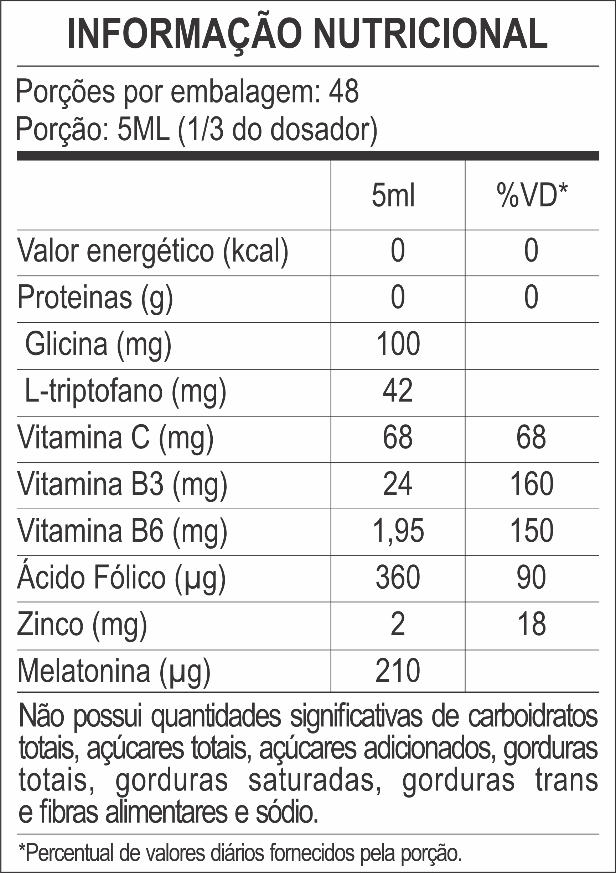 INFORMAÇÃO NUTRICIONAL
Porções por embalagem: 48
Porção: 5ML (1/3 do dosador)
5ml %VD*
Valor energético (kcal) 0 0
Proteinas (g) 0 0
Glicina (mg) 100
L-triptofano (mg) 42
Vitamina C (mg) 68 68
Vitamina B3 (mg) 24 160
Vitamina B6 (mg) 1,95 150
Ácido Fólico (µg) 360 90
Zinco (mg) 2 18
Melatonina (µg) 210
Não possui quantidades significativas de carboidratos
totais, açúcares totais, açúcares adicionados, gorduras
totais, gorduras saturadas, gorduras trans
e fibras alimentares e sódio.
*Percentual de valores diários fornecidos pela porção.